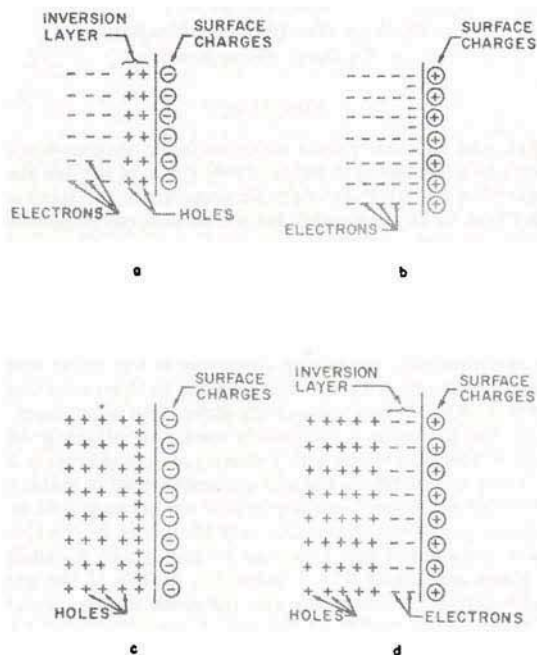 INVERSION LAYER
SURFACE CHARGES
ELECTRONS
HOLES
a
SURFACE CHARGES
ELECTRONS
b
SURFACE CHARGES
HOLES
c
INVERSION LAYER
SURFACE CHARGES
HOLES
ELECTRONS
d